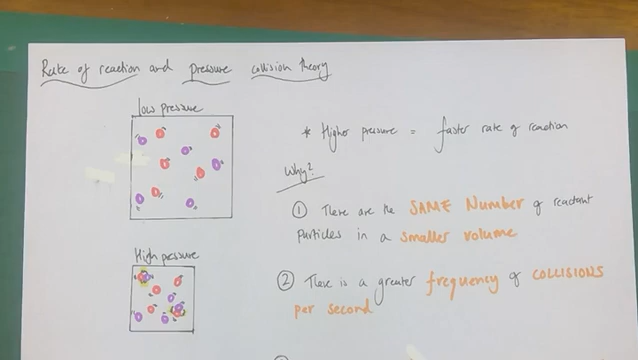 Rate of reaction and pressure collision theory
low pressure
* Higher pressure = faster rate of reaction
Why?
① There are the SAME Number of reactant
particles in a smaller volume
High pressure
② There is a greater frequency of COLLISIONS
per second